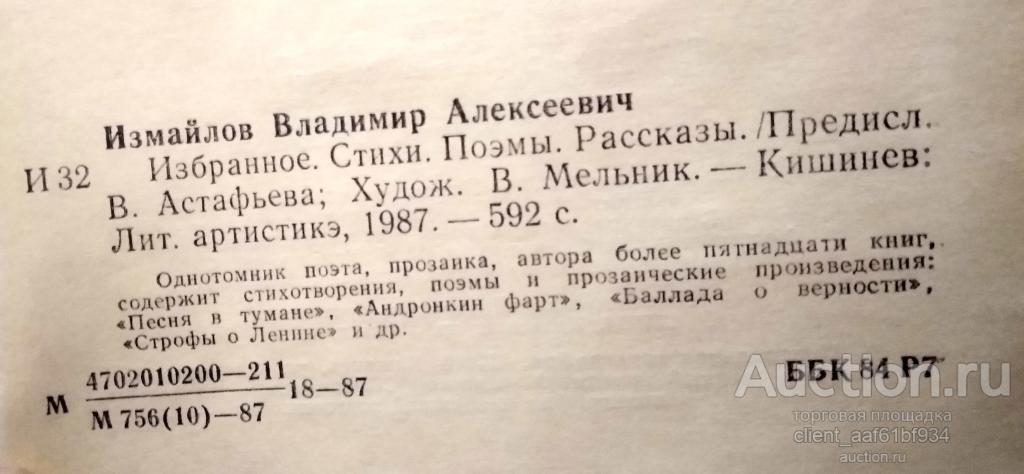 Измайлов Владимир Алексеевич
И 32 Избранное. Стихи. Поэмы. Рассказы. /Предисл.
В. Астафьева; Худож. В. Мельник. — Кишинев:
Лит. артистикэ, 1987. — 592 с.
Однотомник поэта, прозаика, автора более пятнадцати книг,
содержит стихотворения, поэмы и прозаические произведения:
«Песня в тумане», «Андронкин фарт», «Баллада о верности»,
«Строфы о Ленине» и др.
М 4702010200—211 18—87
М 756(10)—87
ББК 84 Р7
Auction.ru
торговая площадка
client_aaf61bf934
auction.ru